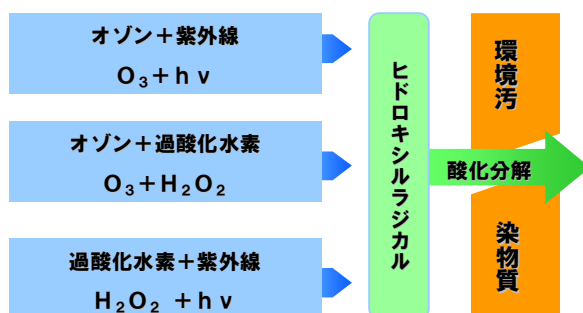 オゾン＋紫外線
O₃＋hν
オゾン＋過酸化水素
O₃＋H₂O₂
過酸化水素＋紫外線
H₂O₂ ＋hν
ヒドロキシルラジカル
酸化分解
環境汚
染物質